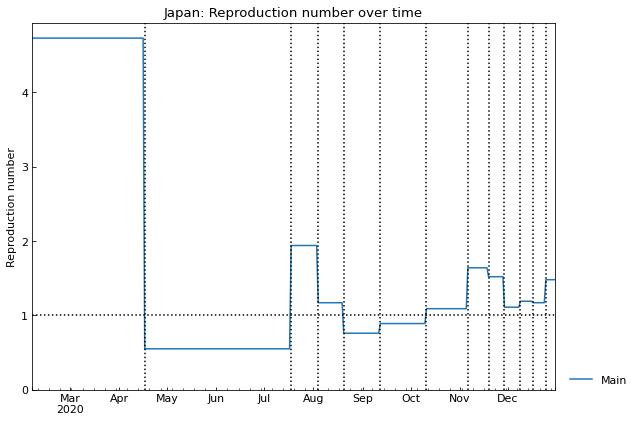 Japan: Reproduction number over time
Reproduction number
4
3
2
1
0
Mar Apr May Jun Jul Aug Sep Oct Nov Dec
2020
Main